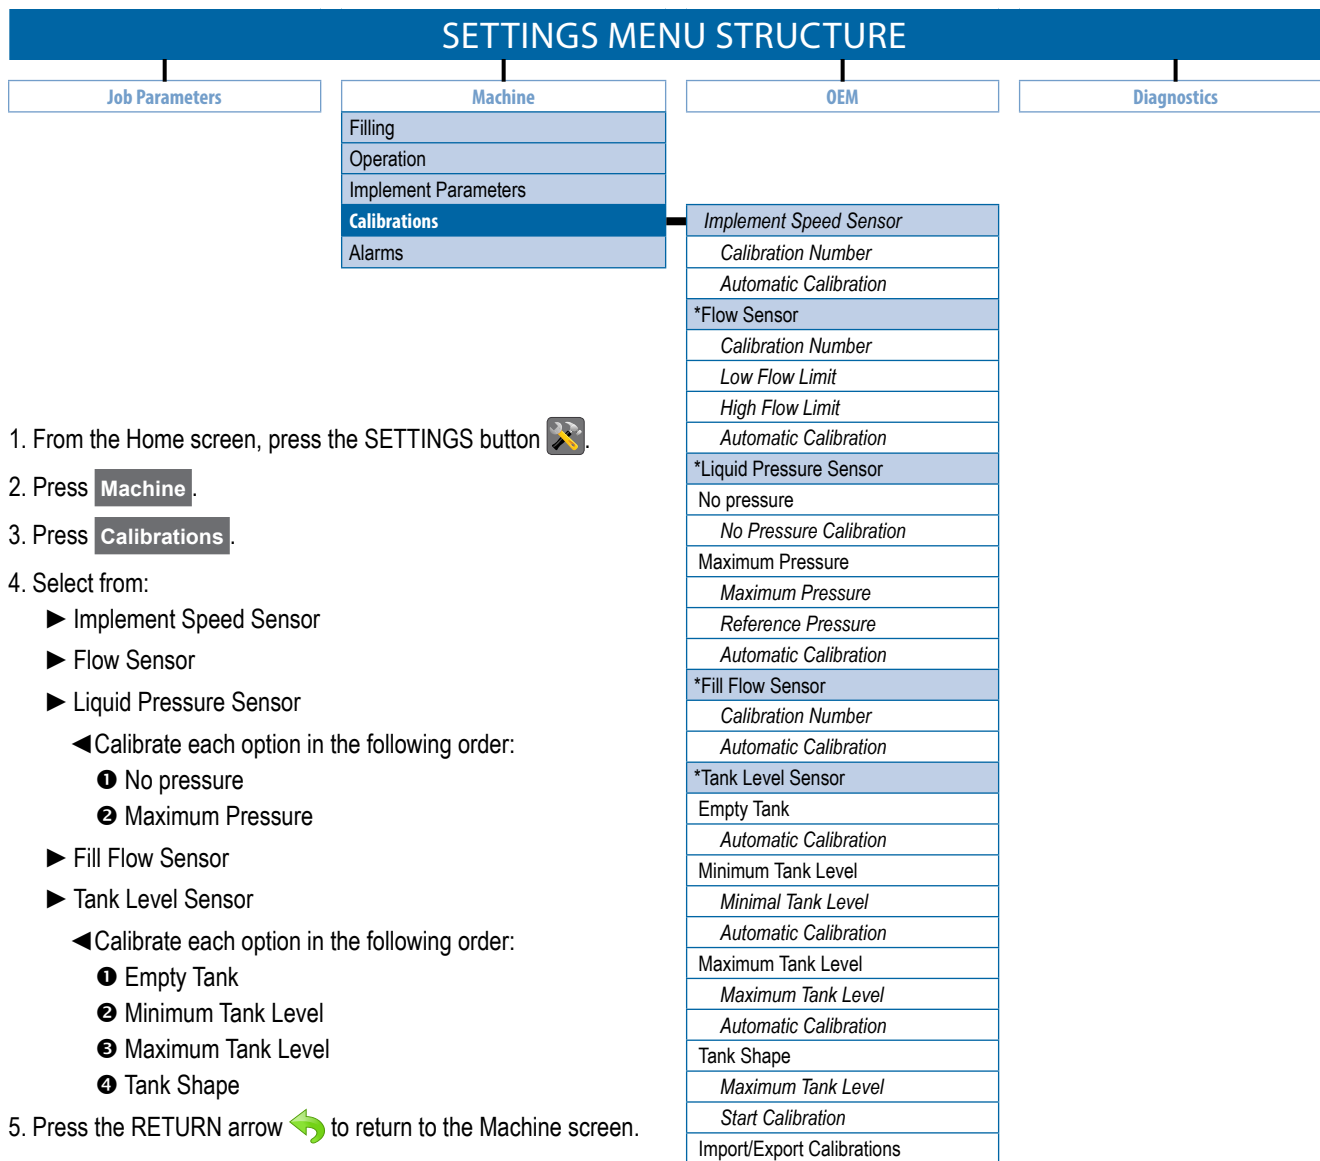 SETTINGS MENU STRUCTURE
Job Parameters
Machine
OEM
Diagnostics
Filling
Operation
Implement Parameters
Calibrations
Alarms
Implement Speed Sensor
Calibration Number
Automatic Calibration
*Flow Sensor
Calibration Number
Low Flow Limit
High Flow Limit
Automatic Calibration
*Liquid Pressure Sensor
No pressure
No Pressure Calibration
Maximum Pressure
Maximum Pressure
Reference Pressure
Automatic Calibration
*Fill Flow Sensor
Calibration Number
Automatic Calibration
*Tank Level Sensor
Empty Tank
Automatic Calibration
Minimum Tank Level
Minimal Tank Level
Automatic Calibration
Maximum Tank Level
Maximum Tank Level
Automatic Calibration
Tank Shape
Maximum Tank Level
Start Calibration
Import/Export Calibrations
1. From the Home screen, press the SETTINGS button .
2. Press Machine.
3. Press Calibrations.
4. Select from:
►Implement Speed Sensor
►Flow Sensor
►Liquid Pressure Sensor
◄Calibrate each option in the following order:
❶ No pressure
❷ Maximum Pressure
►Fill Flow Sensor
►Tank Level Sensor
◄Calibrate each option in the following order:
❶ Empty Tank
❷ Minimum Tank Level
❸ Maximum Tank Level
❹ Tank Shape
5. Press the RETURN arrow to return to the Machine screen.